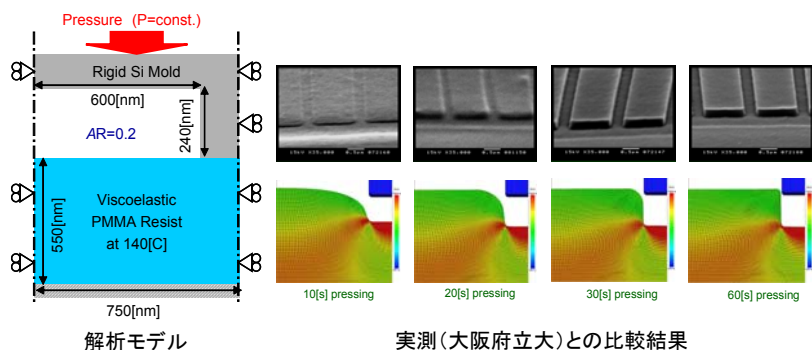 Pressure (P=const.)
Rigid Si Mold
600[nm]
240[nm]
AR=0.2
Viscoelastic
PMMA Resist
at 140[C]
550[nm]
750[nm]
解析モデル
10[s] pressing
20[s] pressing
30[s] pressing
60[s] pressing
実測(大阪府立大)との比較結果